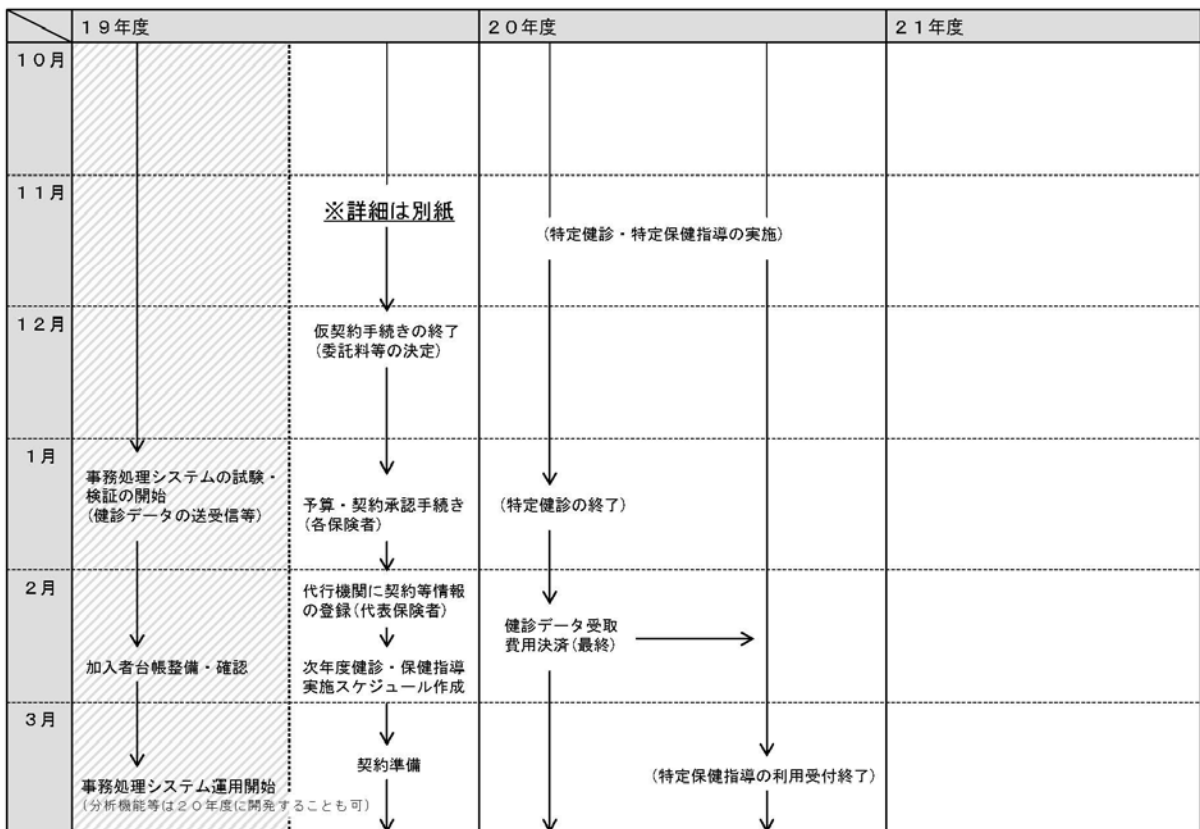 １９年度
２０年度
２１年度
１０月
１１月
※詳細は別紙
(特定健診・特定保健指導の実施)
１２月
仮契約手続きの終了
(委託料等の決定)
１月
事務処理システムの試験・
検証の開始
(健診データの送受信等)
予算・契約承認手続き
(各保険者)
(特定健診の終了)
２月
代行機関に契約等情報
の登録(代表保険者)
健診データ受取
費用決済(最終)
加入者台帳整備・確認
次年度健診・保健指導
実施スケジュール作成
３月
契約準備
事務処理システム運用開始
(分析機能等は２０年度に開発することも可)
(特定保健指導の利用受付終了)